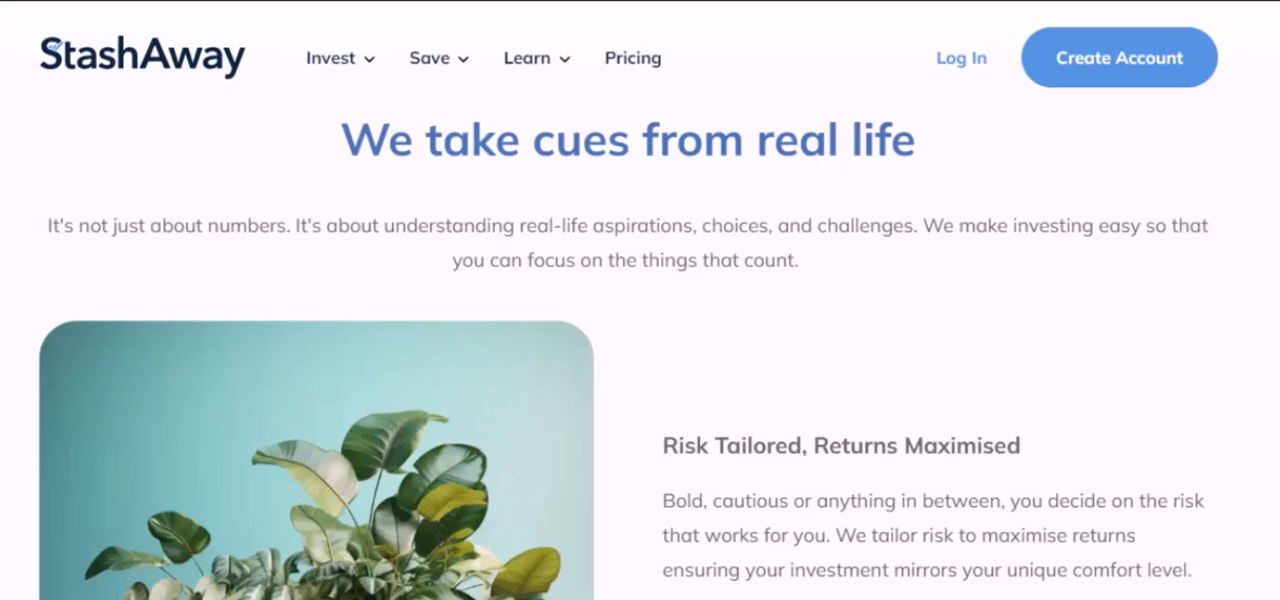 StashAway
Invest
Save
Learn
Pricing
Log In
Create Account
We take cues from real life
It's not just about numbers. It's about understanding real-life aspirations, choices, and challenges. We make investing easy so that
you can focus on the things that count.
Risk Tailored, Returns Maximised
Bold, cautious or anything in between, you decide on the risk
that works for you. We tailor risk to maximise returns
ensuring your investment mirrors your unique comfort level.